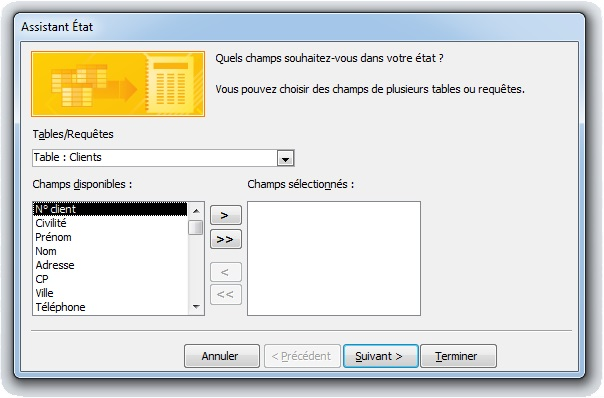 Assistant État
Quels champs souhaitez-vous dans votre état ?
Vous pouvez choisir des champs de plusieurs tables ou requêtes.
Tables/Requêtes
Table : Clients
Champs disponibles :
Champs sélectionnés :
N° client
Civilité
Prénom
Nom
Adresse
CP
Ville
Téléphone
>
>>
<
<<
Annuler
< Précédent
Suivant >
Terminer